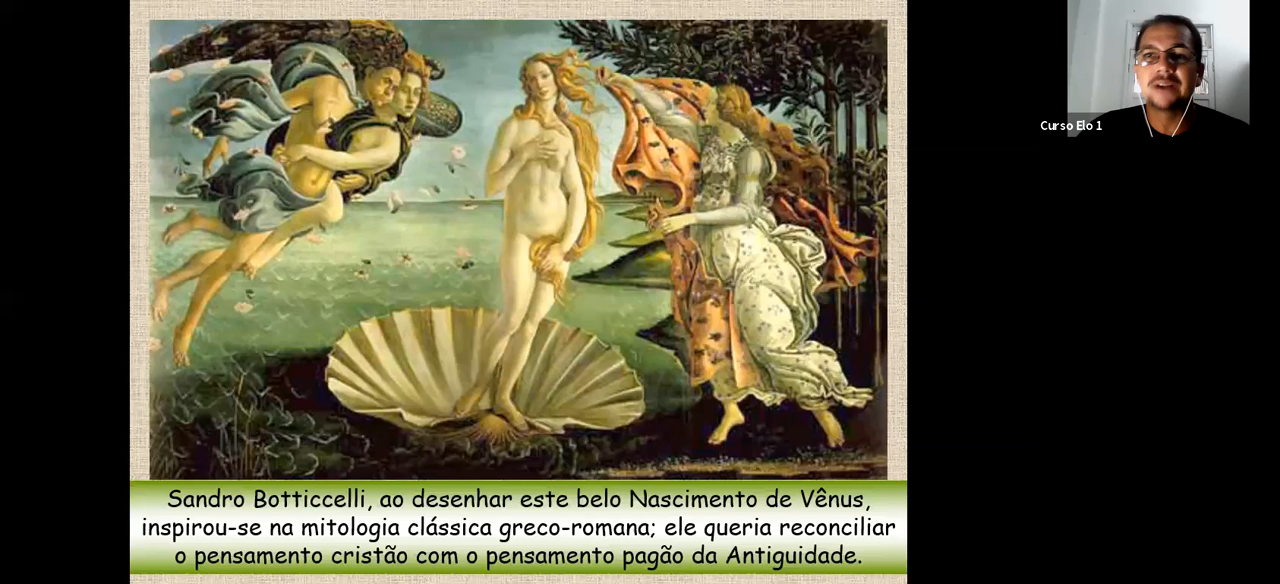 Curso Elo 1
Sandro Botticcelli, ao desenhar este belo Nascimento de Vênus,
inspirou-se na mitologia clássica greco-romana; ele queria reconciliar
o pensamento cristão com o pensamento pagão da Antiguidade.